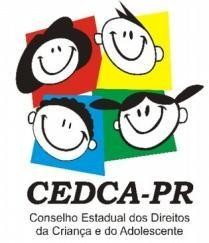 CEDCA-PR
Conselho Estadual dos Direitos
da Criança e do Adolescente